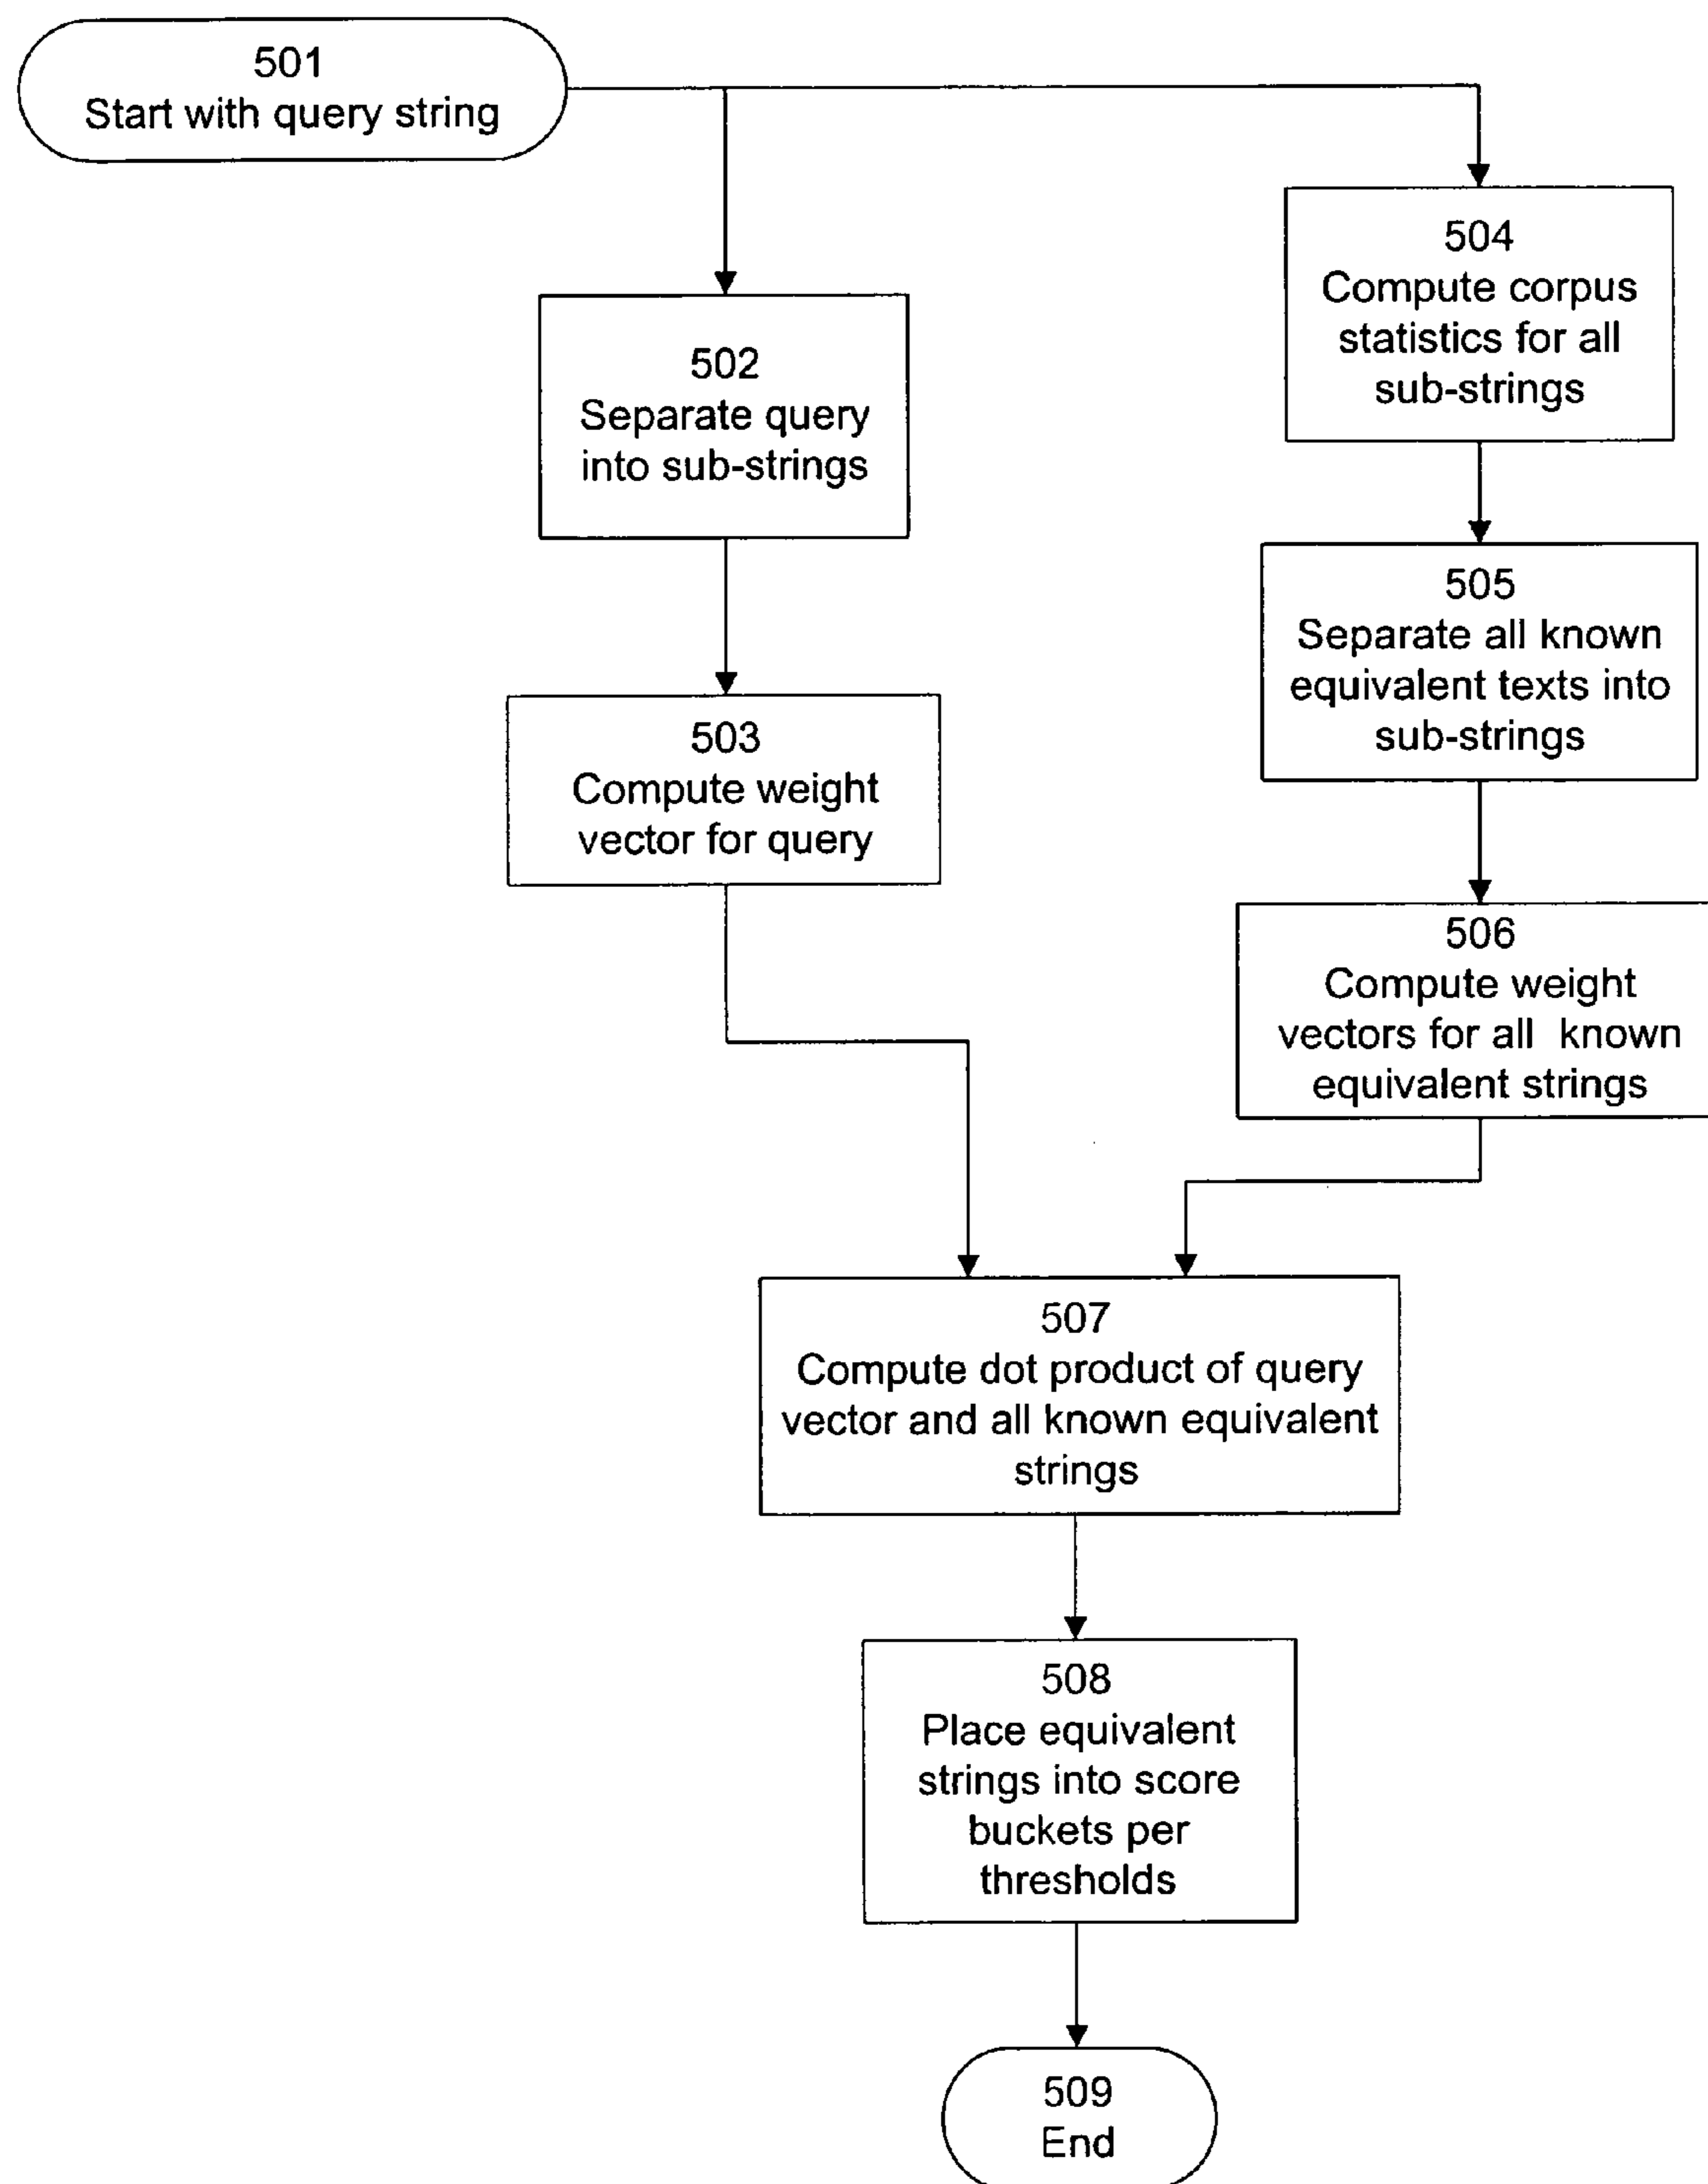 501
Start with query string
502
Separate query
into sub-strings
503
Compute weight
vector for query
504
Compute corpus
statistics for all
sub-strings
505
Separate all known
equivalent texts into
sub-strings
506
Compute weight
vectors for all known
equivalent strings
507
Compute dot product of query
vector and all known equivalent
strings
508
Place equivalent
strings into score
buckets per
thresholds
509
End